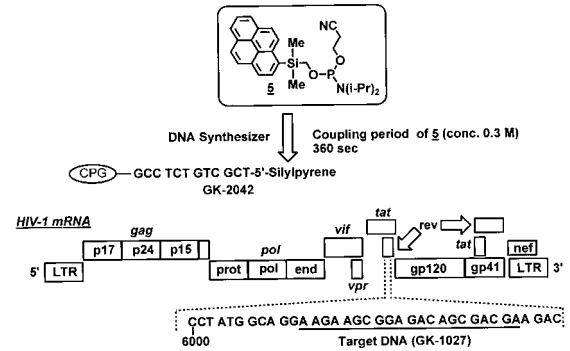 NC
Me
Si
O
O-P
Me
N(i-Pr)2
5
DNA Synthesizer
Coupling period of 5 (conc. 0.3 M)
360 sec
CPG GCC TCT GTC GCT-5'-Silylpyrene
GK-2042
HIV-1 mRNA
gag
vif
tat
rev
p17 p24 p15
pol
tat
nef
5' LTR
prot pol end
vpr
gp120 gp41
LTR 3'
CCT ATG GCA GGA AGA AGC GGA GAC AGC GAC GAA GAC
6000
Target DNA (GK-1027)